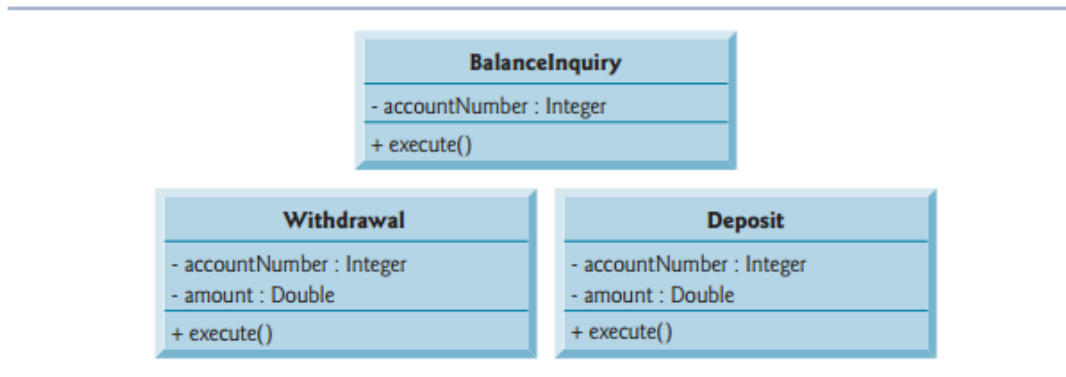 BalanceInquiry
- accountNumber : Integer
+ execute()
Withdrawal
- accountNumber : Integer
- amount : Double
+ execute()
Deposit
- accountNumber : Integer
- amount : Double
+ execute()